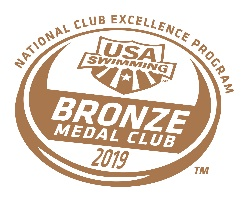 NATIONAL CLUB EXCELLENCE PROGRAM
USA
SWIMMING
BRONZE
MEDAL CLUB
2019
TM